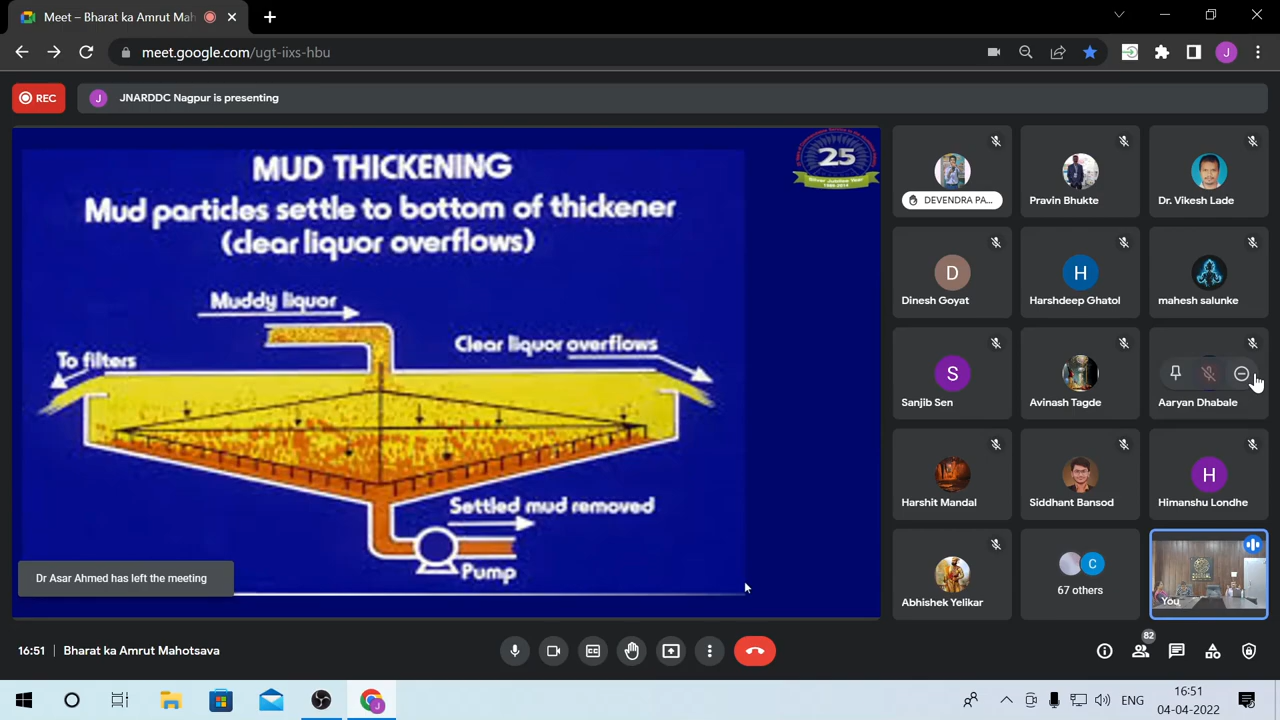 Meet – Bharat ka Amrut Mah
meet.google.com/ugt-iixs-hbu
J
REC
J
JNARDDC Nagpur is presenting
25
Silver Jubilee Year
MUD THICKENING
Mud particles settle to bottom of thickener
(clear liquor overflows)
Muddy liquor
Clear liquor overflows
To filters
Settled mud removed
Pump
Dr Asar Ahmed has left the meeting
DEVENDRA PA...
Pravin Bhukte
Dr. Vikesh Lade
D
Dinesh Goyat
H
Harshdeep Ghatol
mahesh salunke
S
Sanjib Sen
Avinash Tagde
Aaryan Dhabale
Harshit Mandal
Siddhant Bansod
H
Himanshu Londhe
Abhishek Yelikar
C
67 others
You
16:51
Bharat ka Amrut Mahotsava
82
ENG
16:51
04-04-2022